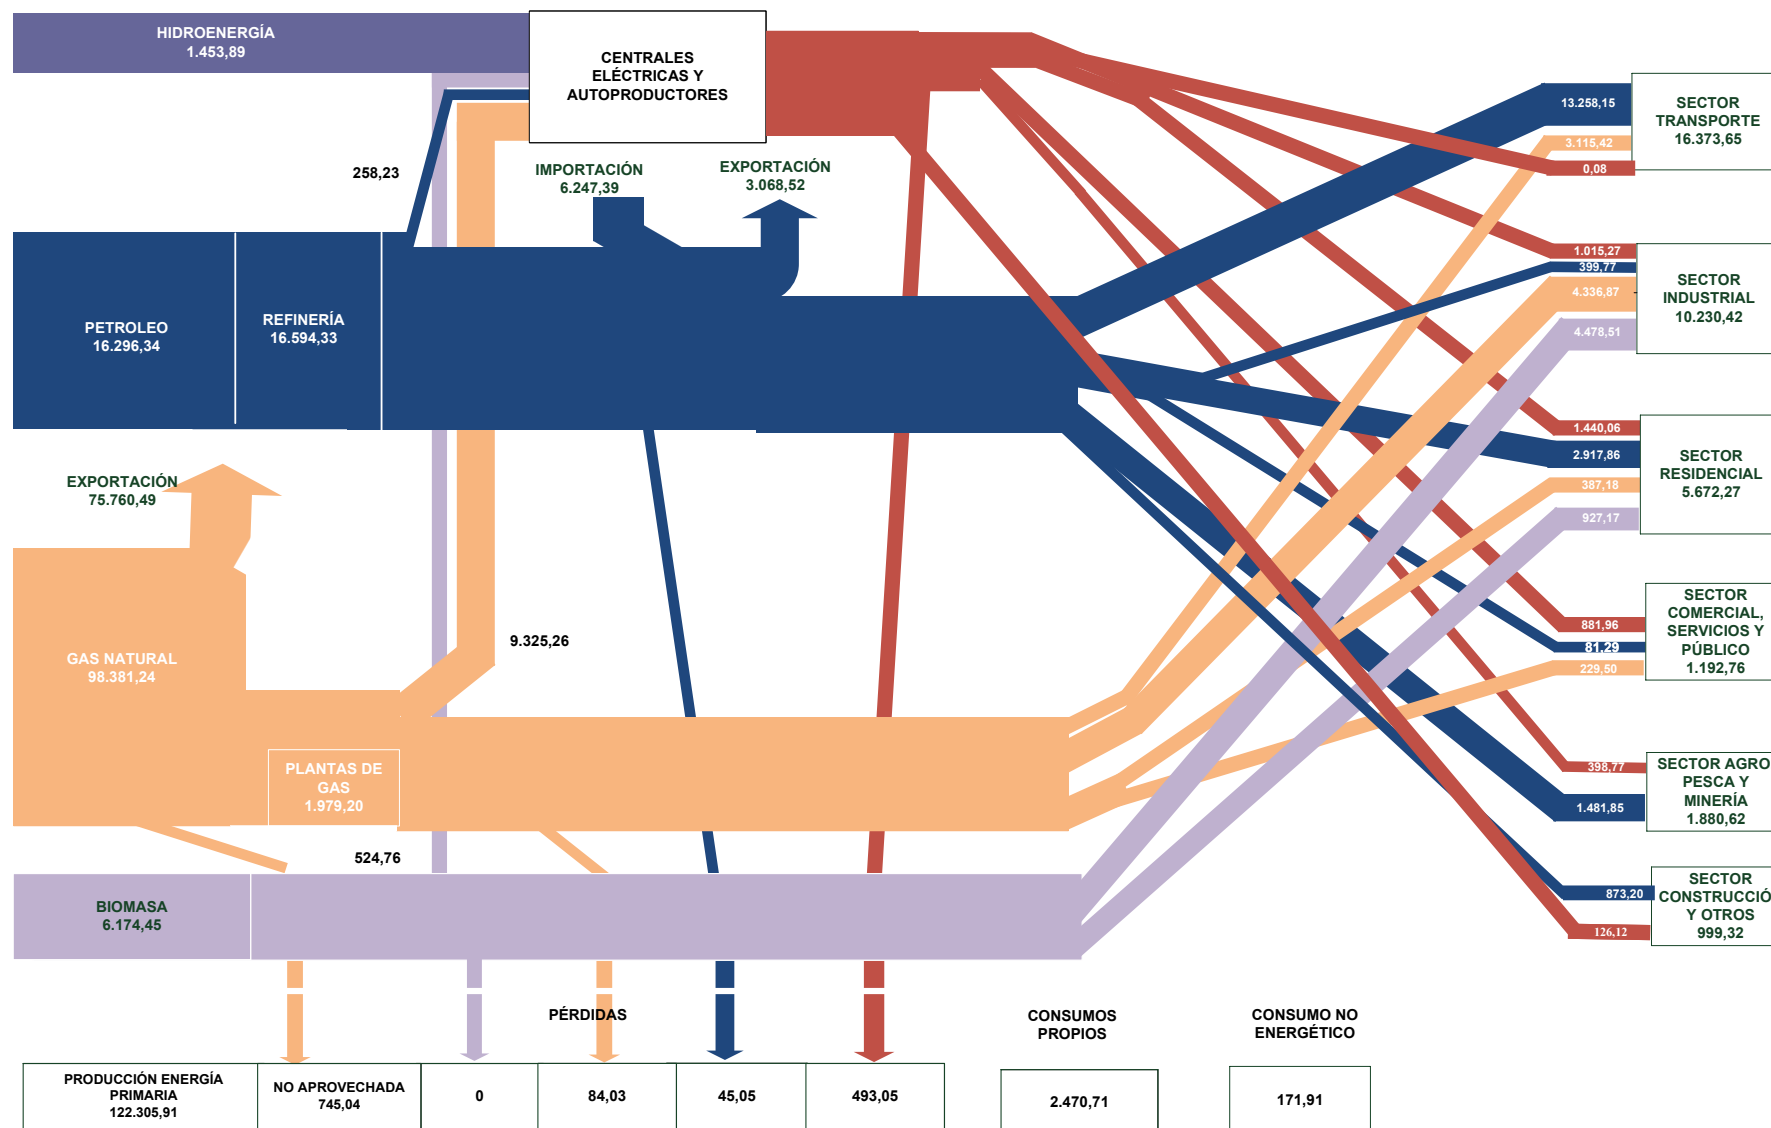 HIDROENERGÍA
1.453,89
CENTRALES
ELÉCTRICAS Y
AUTOPRODUCTORES
258,23
IMPORTACIÓN
6.247,39
EXPORTACIÓN
3.068,52
PETROLEO
16.296,34
REFINERÍA
16.594,33
EXPORTACIÓN
75.760,49
GAS NATURAL
98.381,24
9.325,26
PLANTAS DE
GAS
1.979,20
524,76
BIOMASA
6.174,45
13.258,15
3.115,42
0,08
SECTOR
TRANSPORTE
16.373,65
1.015,27
399,77
4.336,87
4.478,51
SECTOR
INDUSTRIAL
10.230,42
1.440,06
2.917,86
387,18
927,17
SECTOR
RESIDENCIAL
5.672,27
881,96
81,29
229,50
SECTOR
COMERCIAL,
SERVICIOS Y
PÚBLICO
1.192,76
398,77
1.481,85
SECTOR AGRO
PESCA Y
MINERÍA
1.880,62
873,20
126,12
SECTOR
CONSTRUCCIÓ
Y OTROS
999,32
PÉRDIDAS
CONSUMOS
PROPIOS
CONSUMO NO
ENERGÉTICO
PRODUCCIÓN ENERGÍA
PRIMARIA
122.305,91
NO APROVECHADA
745,04
0
84,03
45,05
493,05
2.470,71
171,91